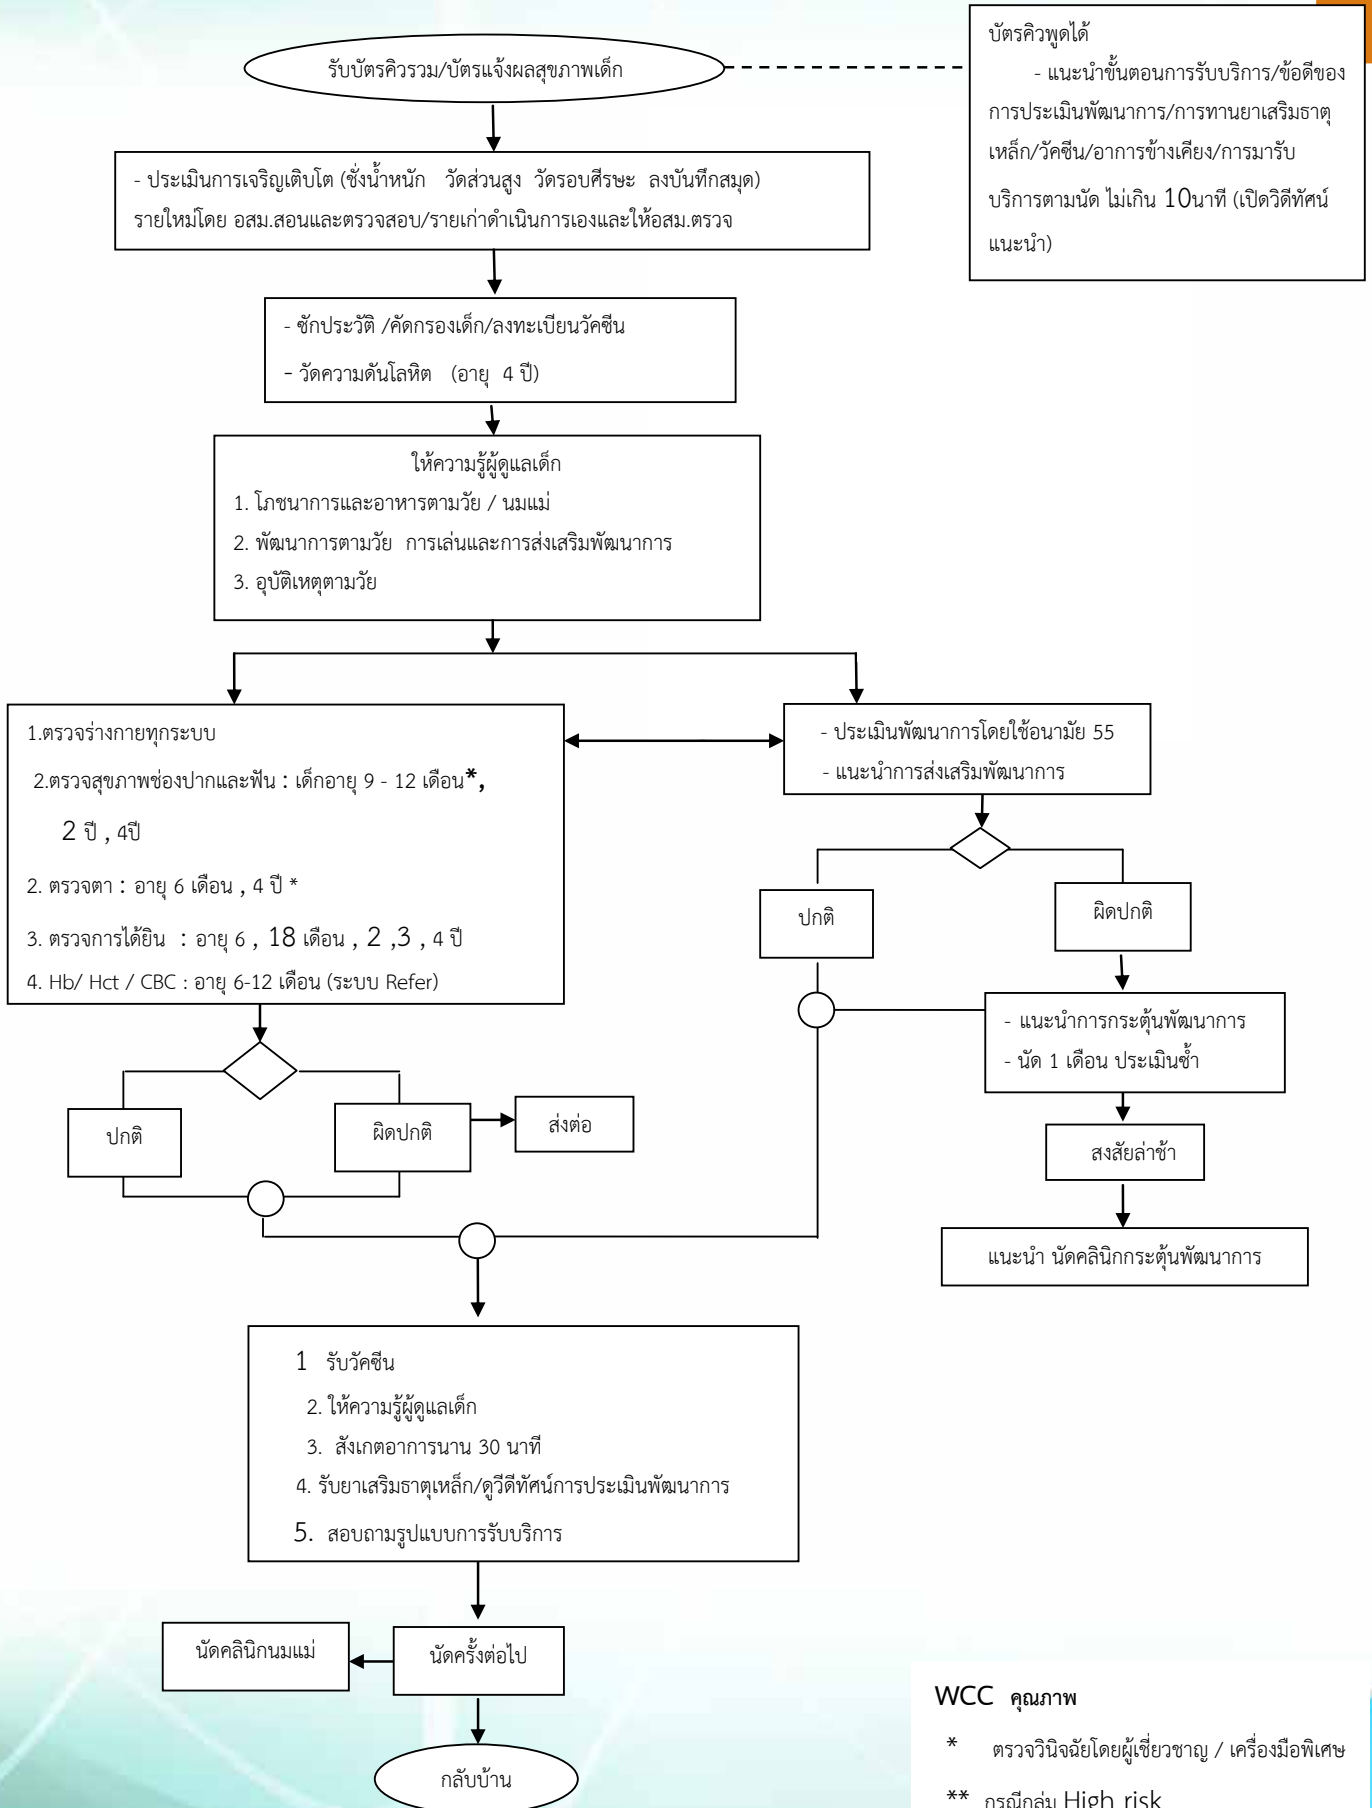 รับบัตรคิวรวม/บัตรแจ้งผลสุขภาพเด็ก
บัตรคิวพูดได้
- แนะนำขั้นตอนการรับบริการ/ข้อดีของ
การประเมินพัฒนาการ/การทานยาเสริมธาตุ
เหล็ก/วัคซีน/อาการข้างเคียง/การมารับ
บริการตามนัด ไม่เกิน 10นาที (เปิดวิดีทัศน์
แนะนำ)
- ประเมินการเจริญเติบโต (ชั่งน้ำหนัก วัดส่วนสูง วัดรอบศีรษะ ลงบันทึกสมุด)
รายใหม่โดย อสม.สอนและตรวจสอบ/รายเก่าดำเนินการเองและให้อสม.ตรวจ
- ซักประวัติ /คัดกรองเด็ก/ลงทะเบียนวัคซีน
- วัดความดันโลหิต (อายุ 4 ปี)
ให้ความรู้ผู้ดูแลเด็ก
1. โภชนาการและอาหารตามวัย / นมแม่
2. พัฒนาการตามวัย การเล่นและการส่งเสริมพัฒนาการ
3. อุบัติเหตุตามวัย
1.ตรวจร่างกายทุกระบบ
2.ตรวจสุขภาพช่องปากและฟัน : เด็กอายุ 9 - 12 เดือน*,
2 ปี , 4ปี
2. ตรวจตา : อายุ 6 เดือน , 4 ปี *
3. ตรวจการได้ยิน : อายุ 6 , 18 เดือน , 2 ,3 , 4 ปี
4. Hb/ Hct / CBC : อายุ 6-12 เดือน (ระบบ Refer)
- ประเมินพัฒนาการโดยใช้อนามัย 55
- แนะนำการส่งเสริมพัฒนาการ
ปกติ
ผิดปกติ
- แนะนำการกระตุ้นพัฒนาการ
- นัด 1 เดือน ประเมินซ้ำ
ปกติ
ผิดปกติ
ส่งต่อ
สงสัยล่าช้า
แนะนำ นัดคลินิกกระตุ้นพัฒนาการ
1 รับวัคซีน
2. ให้ความรู้ผู้ดูแลเด็ก
3. สังเกตอาการนาน 30 นาที
4. รับยาเสริมธาตุเหล็ก/ดูวีดีทัศน์การประเมินพัฒนาการ
5. สอบถามรูปแบบการรับบริการ
นัดคลินิกนมแม่
นัดครั้งต่อไป
กลับบ้าน
WCC คุณภาพ
* ตรวจวินิจฉัยโดยผู้เชี่ยวชาญ / เครื่องมือพิเศษ
** กรณีกลุ่ม High risk